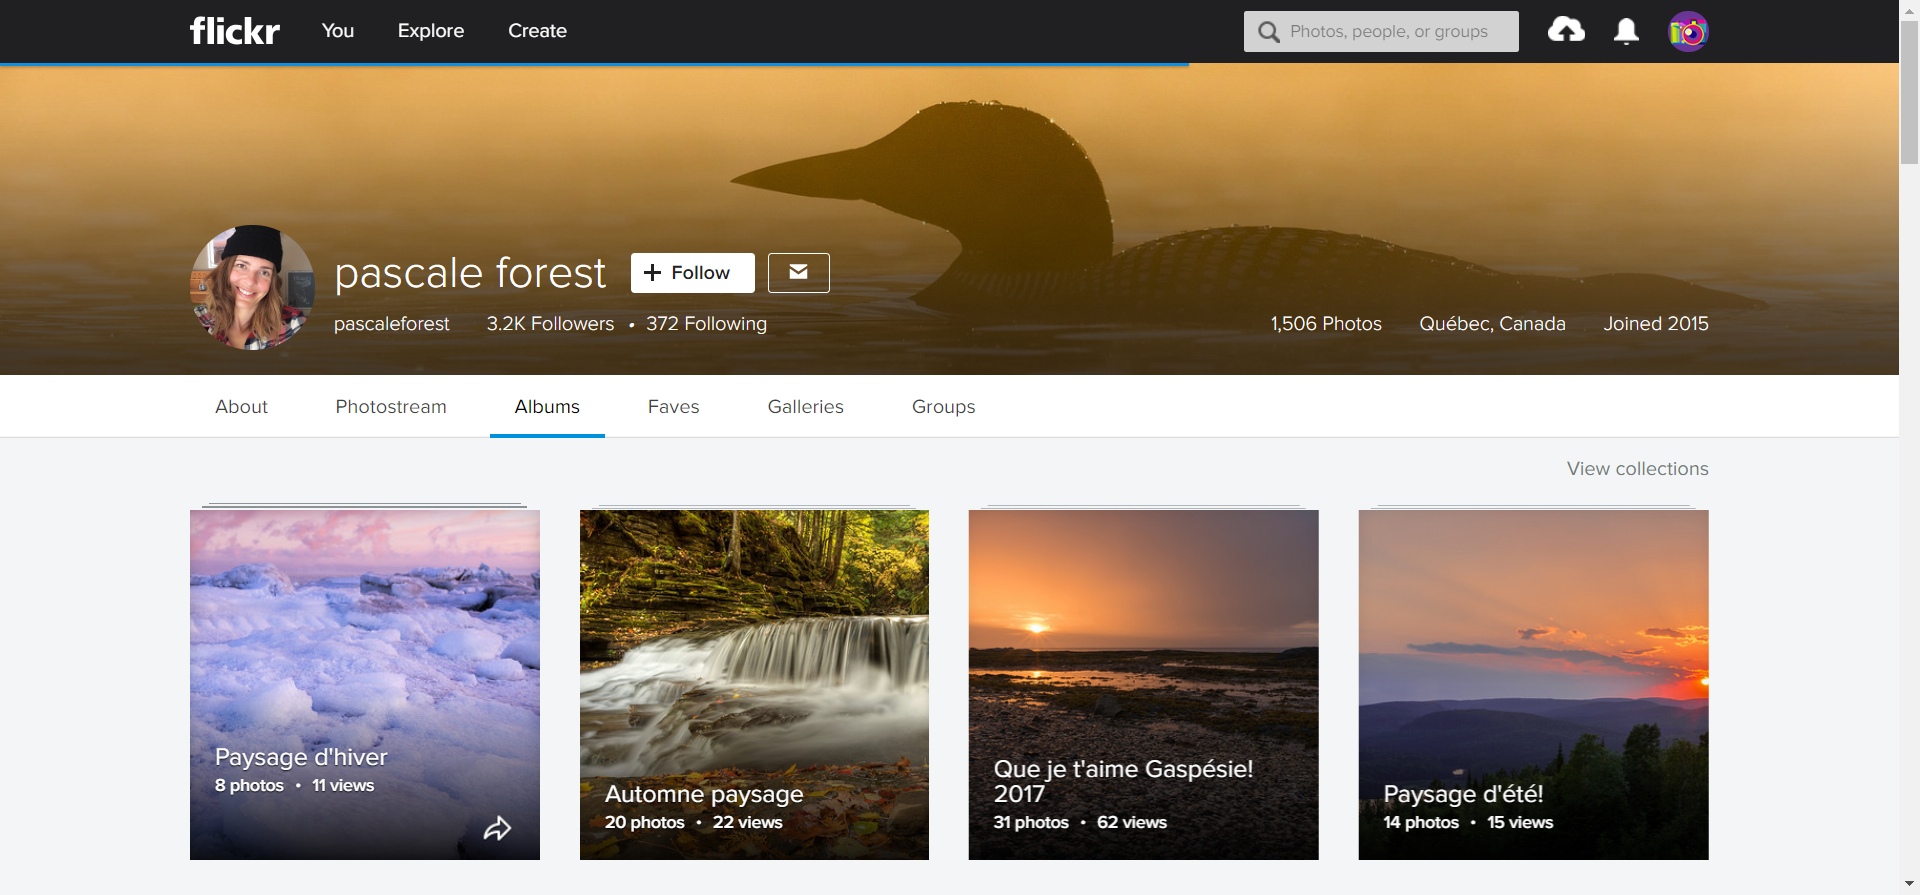 flickr You Explore Create Photos, people, or groups
pascale forest + Follow
pascaleforest 3.2K Followers • 372 Following 1,506 Photos Québec, Canada Joined 2015
About Photostream Albums Faves Galleries Groups
View collections
Paysage d'hiver
8 photos • 11 views
Automne paysage
20 photos • 22 views
Que je t'aime Gaspésie!
2017
31 photos • 62 views
Paysage d'été!
14 photos • 15 views